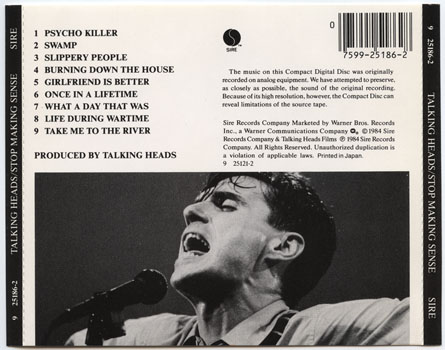 SIRE
25186-2
9
TALKING HEADS/STOP MAKING SENSE
9 25186-2
SIRE
1 PSYCHO KILLER
2 SWAMP
3 SLIPPERY PEOPLE
4 BURNING DOWN THE HOUSE
5 GIRLFRIEND IS BETTER
6 ONCE IN A LIFETIME
7 WHAT A DAY THAT WAS
8 LIFE DURING WARTIME
9 TAKE ME TO THE RIVER
PRODUCED BY TALKING HEADS
SIRE
0 7599-25186-2
The music on this Compact Digital Disc was originally
recorded on analog equipment. We have attempted to preserve,
as closely as possible, the sound of the original recording.
Because of its high resolution, however, the Compact Disc can
reveal limitations of the source tape.
Sire Records Company Marketed by Warner Bros. Records
Inc., a Warner Communications Company ©1984 Sire
Records Company & Talking Heads Films ℗ 1984 Sire Records
Company. All Rights Reserved. Unauthorized duplication is
a violation of applicable laws. Printed in Japan.
9 25121-2
9 25186-2
TALKING HEADS/STOP MAKING SENSE
SIRE